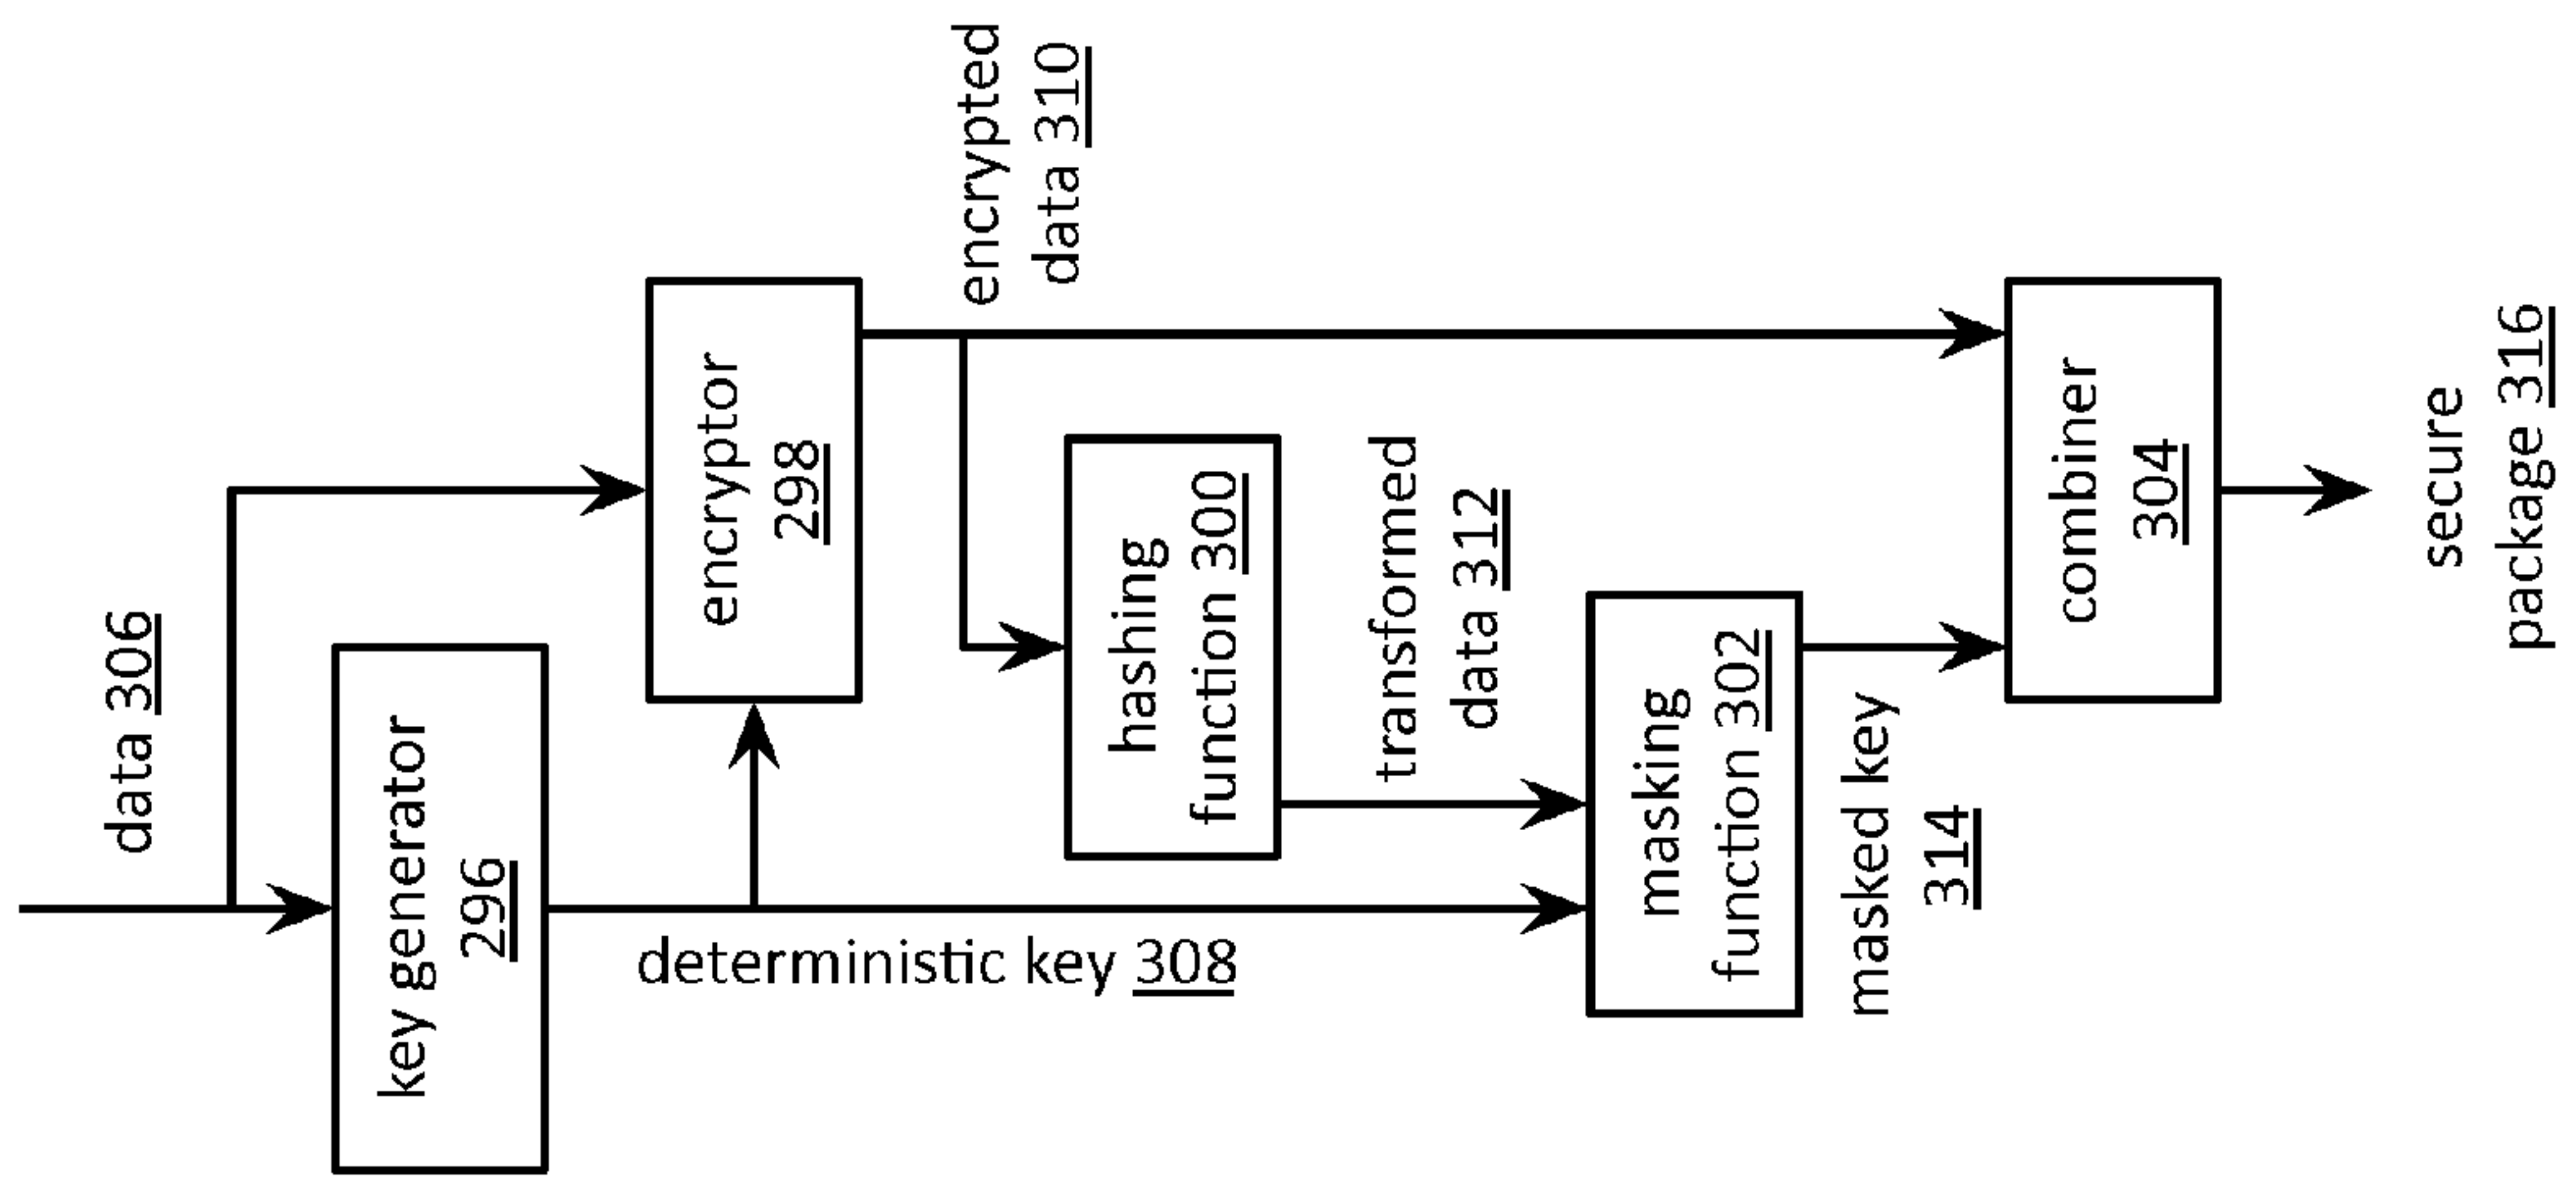 data 306
key generator
296
deterministic key 308
encryptor
298
encrypted
data 310
hashing
function 300
transformed
data 312
masking
function 302
masked key
314
combiner
304
secure
package 316